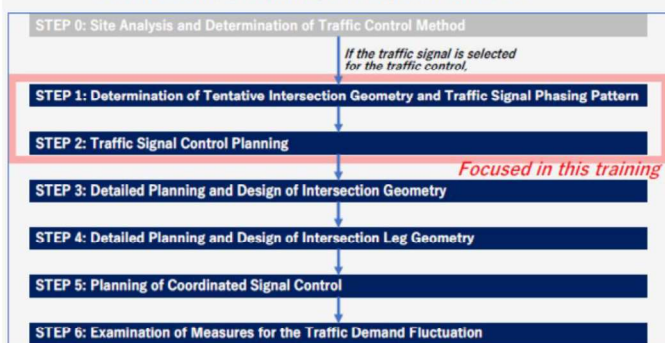 STEP 0: Site Analysis and Determination of Traffic Control Method
If the traffic signal is selected
for the traffic control,
STEP 1: Determination of Tentative Intersection Geometry and Traffic Signal Phasing Pattern
STEP 2: Traffic Signal Control Planning
Focused in this training
STEP 3: Detailed Planning and Design of Intersection Geometry
STEP 4: Detailed Planning and Design of Intersection Leg Geometry
STEP 5: Planning of Coordinated Signal Control
STEP 6: Examination of Measures for the Traffic Demand Fluctuation